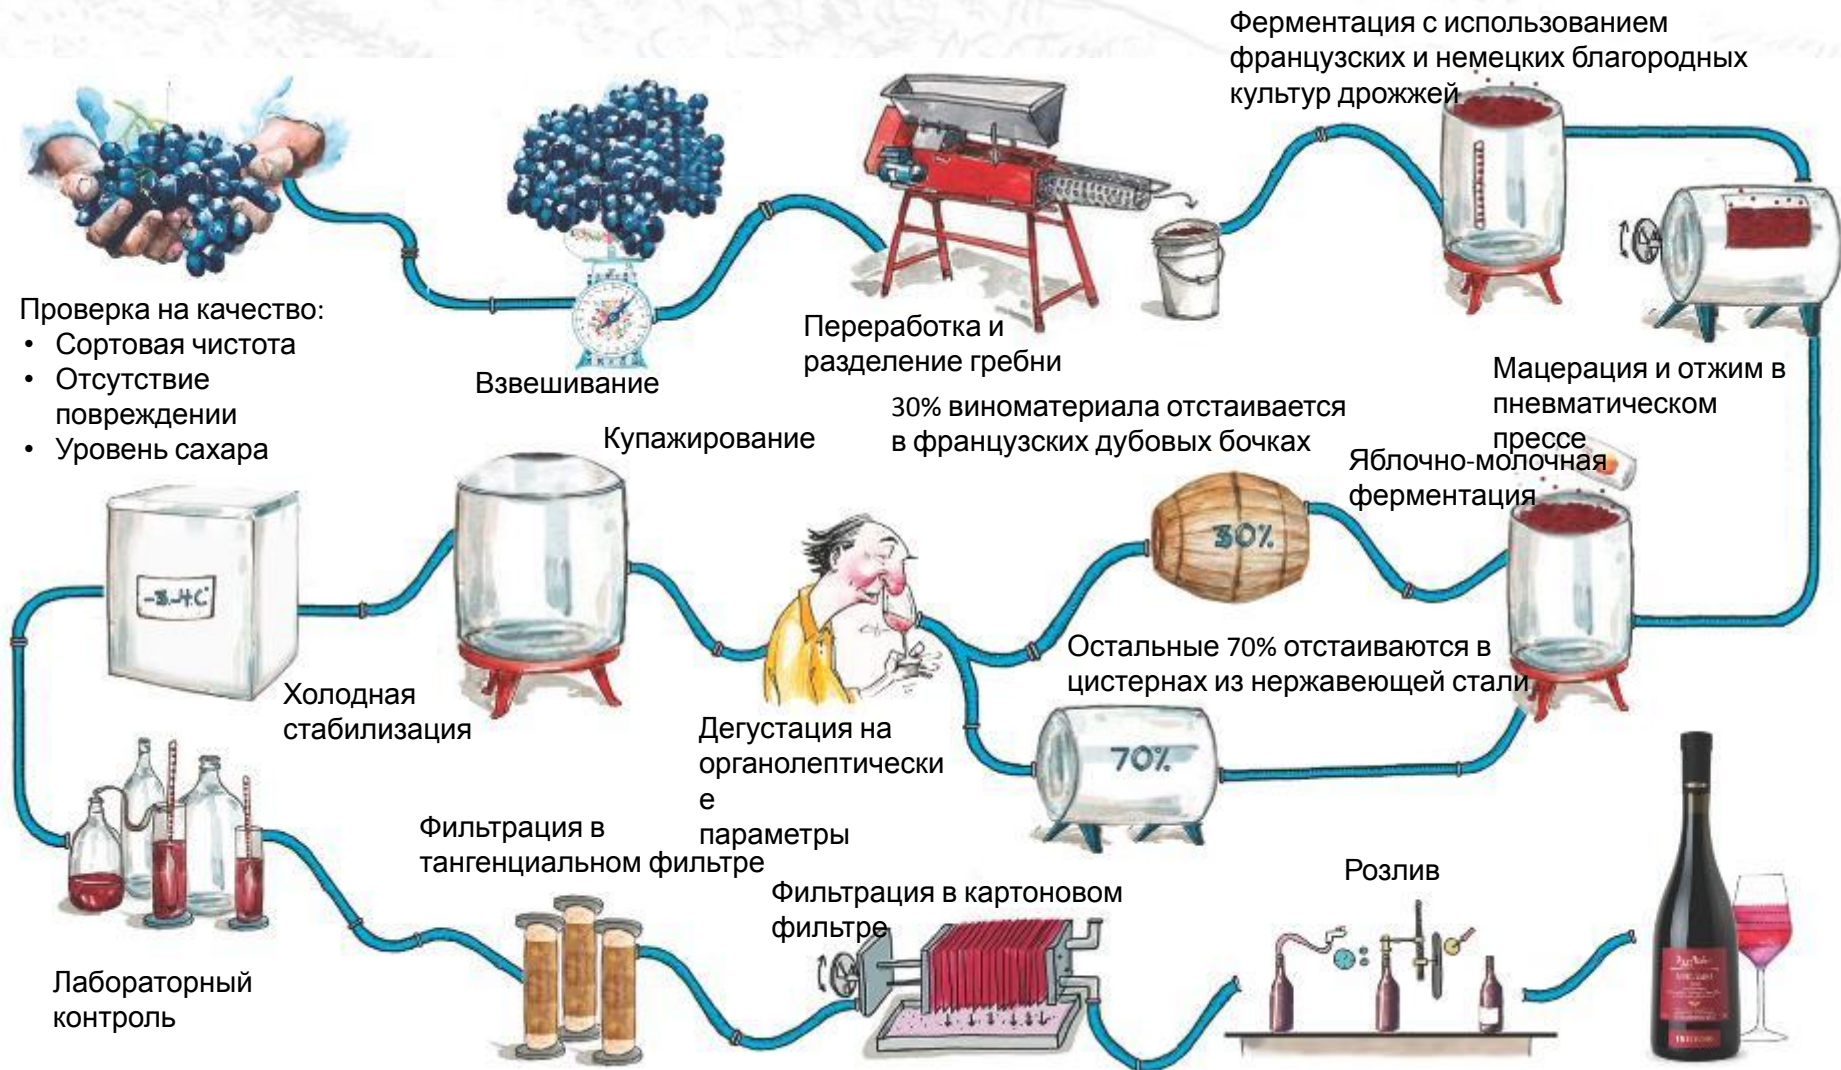 Ферментация с использованием
французских и немецких благородных
культур дрожжей
Проверка на качество:
• Сортовая чистота
• Отсутствие
повреждении
• Уровень сахара
Взвешивание
Переработка и
разделение гребни
Мацерация и отжим в
пневматическом
прессе
30% виноматериала отстаивается
в французских дубовых бочках
Купажирование
Яблочно-молочная
ферментация
30%
-3-4C°
Остальные 70% отстаиваются в
цистернах из нержавеющей стали
70%
Холодная
стабилизация
Дегустация на
органолептически
е
параметры
Фильтрация в
тангенциальном фильтре
Фильтрация в картоновом
фильтре
Розлив
Лабораторный
контроль